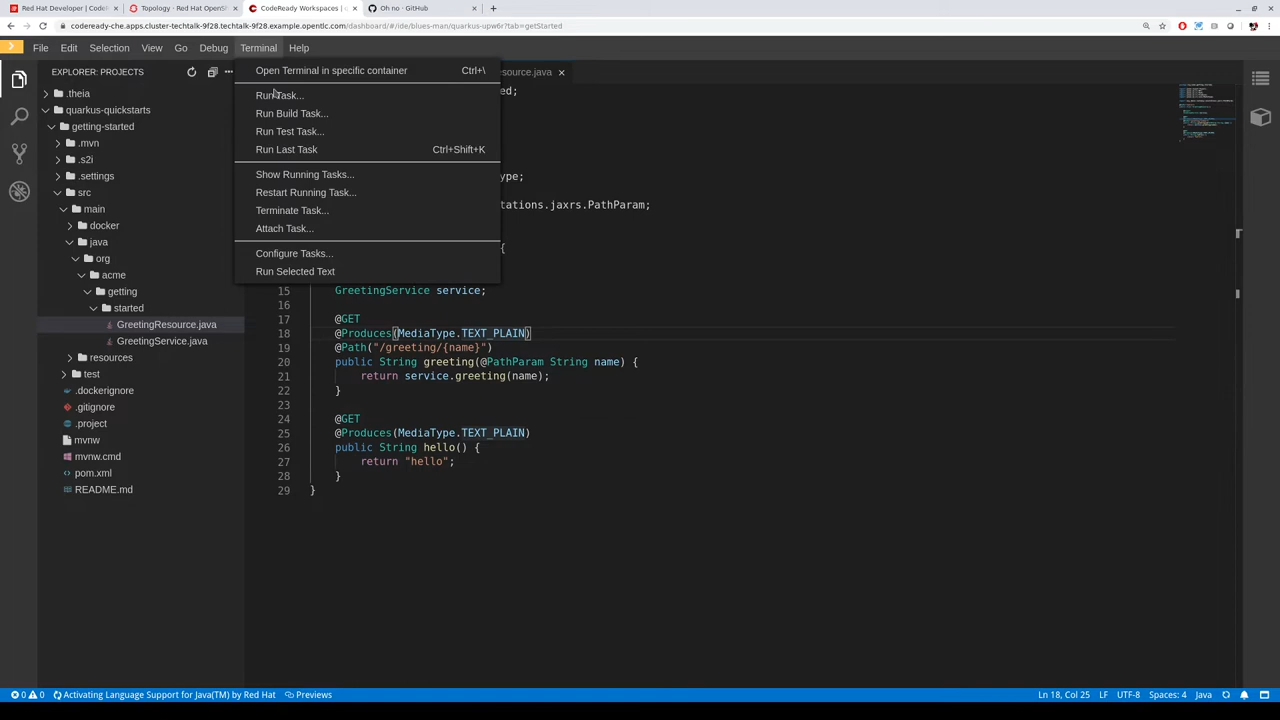 Red Hat Developer | CodeR
Topology · Red Hat OpenSh
CodeReady Workspaces |
Oh no · GitHub
codeready-che.apps.cluster-techtalk-9f28.techtalk-9f28.example.opentlc.com/dashboard/#/ide/blues-man/quarkus-upw6r?tab=getStarted
File Edit Selection View Go Debug Terminal Help
EXPLORER: PROJECTS
.theia
quarkus-quickstarts
getting-started
.mvn
.s2i
.settings
src
main
docker
java
org
acme
getting
started
GreetingResource.java
GreetingService.java
resources
test
.dockerignore
.gitignore
.project
mvnw
mvnw.cmd
pom.xml
README.md
Open Terminal in specific container Ctrl+\
Run Task...
Run Build Task...
Run Test Task...
Run Last Task Ctrl+Shift+K
Show Running Tasks...
Restart Running Task...
Terminate Task...
Attach Task...
Configure Tasks...
Run Selected Text
source.java
ed;
ype;
tations.jaxrs.PathParam;
{
15 GreetingService service;
16
17 @GET
18 @Produces(MediaType.TEXT_PLAIN)
19 @Path("/greeting/{name}")
20 public String greeting(@PathParam String name) {
21 return service.greeting(name);
22 }
23
24 @GET
25 @Produces(MediaType.TEXT_PLAIN)
26 public String hello() {
27 return "hello";
28 }
29 }
0 0 Activating Language Support for Java(TM) by Red Hat Previews
Ln 18, Col 25 LF UTF-8 Spaces: 4 Java